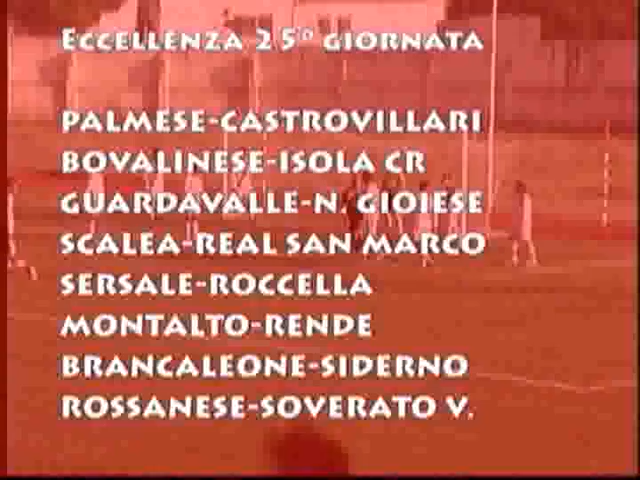 Eccellenza 25° giornata
PALMESE-CASTROVILLARI
BOVALINESE-ISOLA CR
GUARDAVALLE-N. GIOIESE
SCALEA-REAL SAN MARCO
SERSALE-ROCCELLA
MONTALTO-RENDE
BRANCALEONE-SIDERNO
ROSSANESE-SOVERATO V.